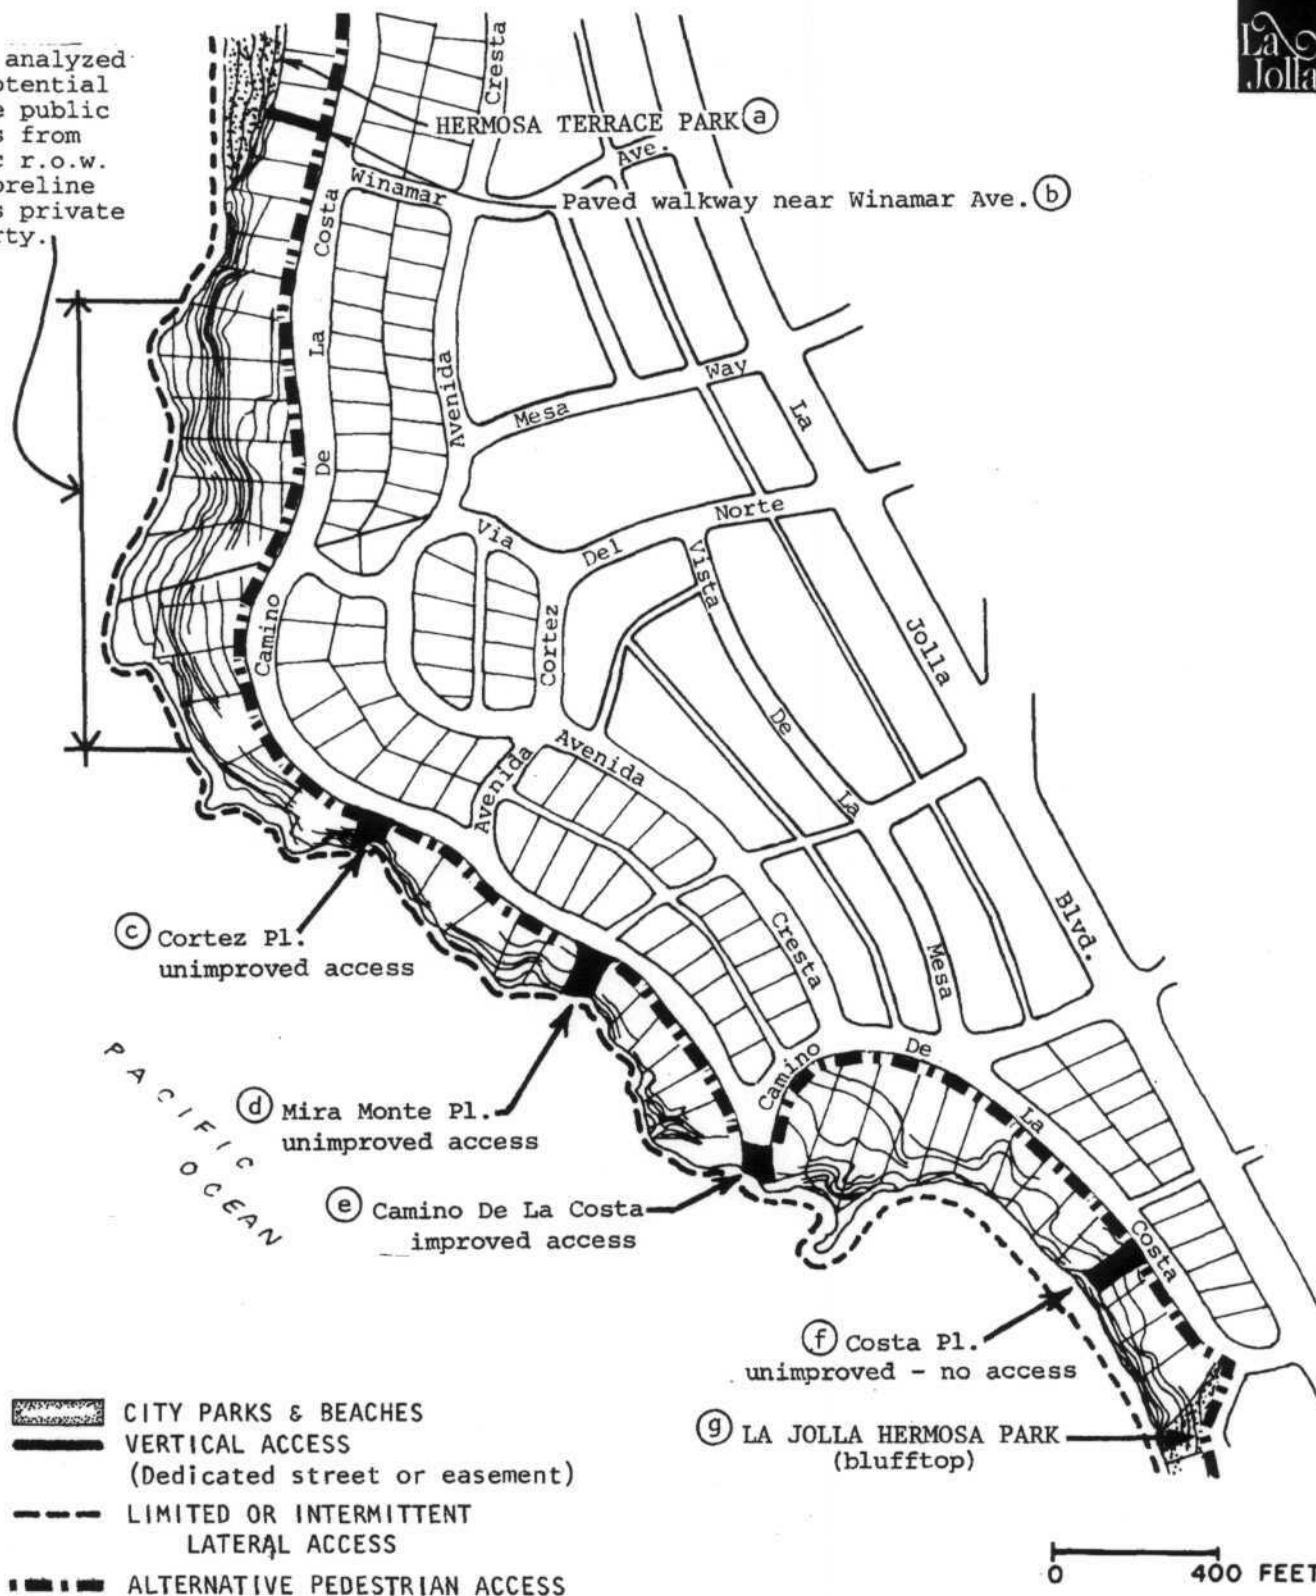 La
Jolla
analyzed
otential
e public
s from
c r.o.w.
oreline
s private
rty.
Cresta
HERMOSA TERRACE PARK (a)
Ave.
Winamar
Paved walkway near Winamar Ave. (b)
Costa
La
De
Camino
Avenida
Mesa
Way
La
Jolla
Blvd.
Via
Del
Norte
Cortez
Vista
De
La
Mesa
Avenida
Avenida
Cresta
Camino
De
La
Costa
(c) Cortez Pl.
unimproved access
PACIFIC
OCEAN
(d) Mira Monte Pl.
unimproved access
(e) Camino De La Costa
improved access
(f) Costa Pl.
unimproved - no access
(g) LA JOLLA HERMOSA PARK
(blufftop)
CITY PARKS & BEACHES
VERTICAL ACCESS
(Dedicated street or easement)
LIMITED OR INTERMITTENT
LATERAL ACCESS
ALTERNATIVE PEDESTRIAN ACCESS
0 400 FEET